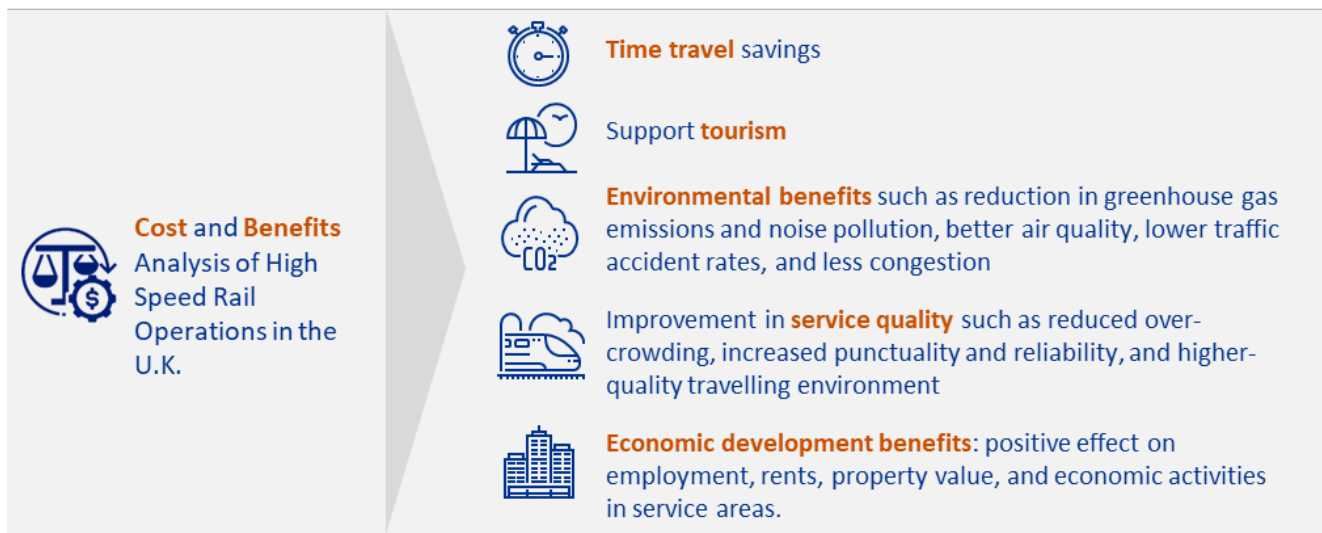 Cost and Benefits
Analysis of High
Speed Rail
Operations in the
U.K.
Time travel savings
Support tourism
Environmental benefits such as reduction in greenhouse gas
emissions and noise pollution, better air quality, lower traffic
accident rates, and less congestion
CO2
Improvement in service quality such as reduced over-
crowding, increased punctuality and reliability, and higher-
quality travelling environment
Economic development benefits: positive effect on
employment, rents, property value, and economic activities
in service areas.
$